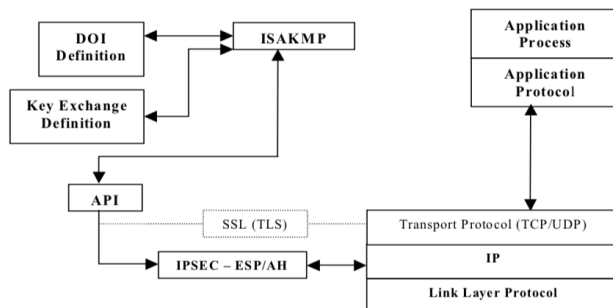 DOI
Definition
ISAKMP
Application
Process
Application
Protocol
Key Exchange
Definition
API
SSL (TLS)
Transport Protocol (TCP/UDP)
IPSEC – ESP/AH
IP
Link Layer Protocol